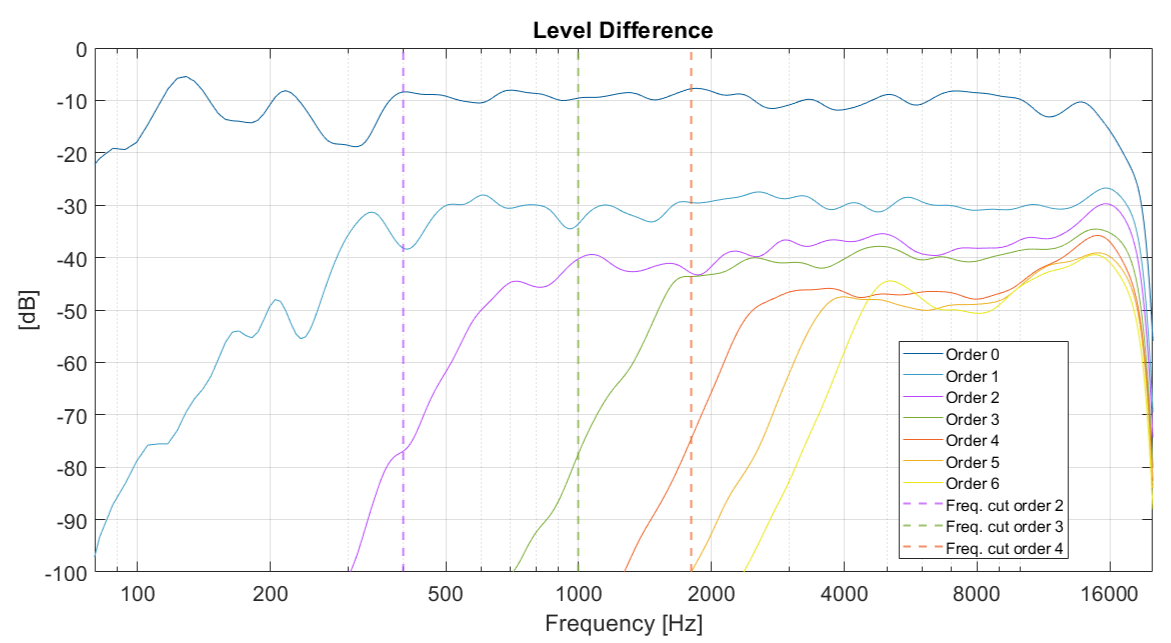 Level Difference
0
-10
-20
-30
-40
-50
-60
-70
-80
-90
-100
[dB]
Order 0
Order 1
Order 2
Order 3
Order 4
Order 5
Order 6
Freq. cut order 2
Freq. cut order 3
Freq. cut order 4
100 200 500 1000 2000 4000 8000 16000
Frequency [Hz]